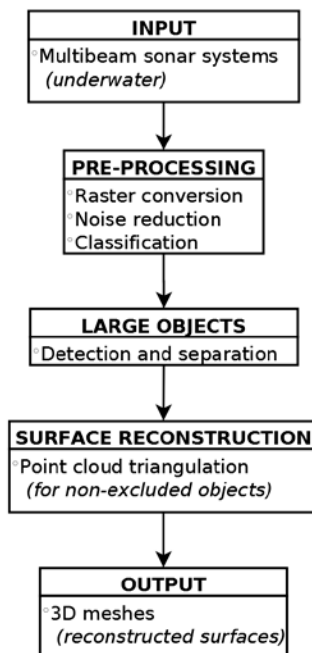 INPUT
◦Multibeam sonar systems
(underwater)
PRE-PROCESSING
◦Raster conversion
◦Noise reduction
◦Classification
LARGE OBJECTS
◦Detection and separation
SURFACE RECONSTRUCTION
◦Point cloud triangulation
(for non-excluded objects)
OUTPUT
◦3D meshes
(reconstructed surfaces)